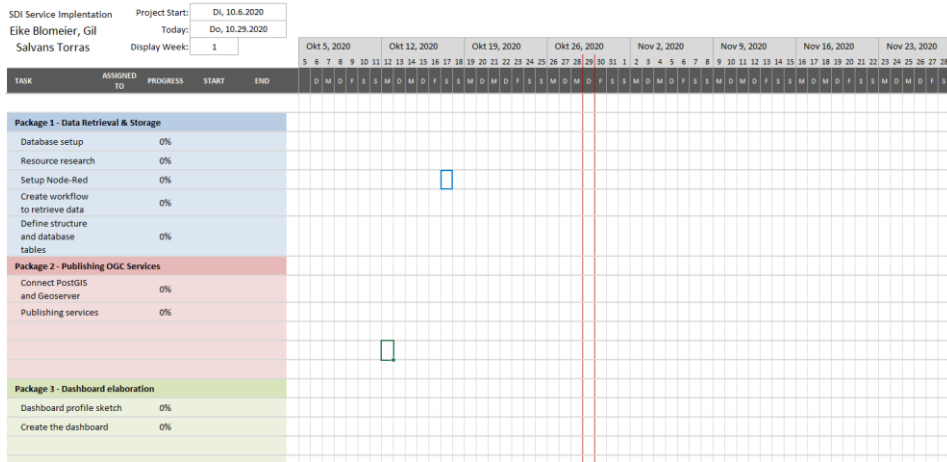 SDI Service Implentation Project Start: Di, 10.6.2020
Eike Blomeier, Gil Today: Do, 10.29.2020
Salvans Torras Display Week: 1
Okt 5, 2020 Okt 12, 2020 Okt 19, 2020 Okt 26, 2020 Nov 2, 2020 Nov 9, 2020 Nov 16, 2020 Nov 23, 2020
5 6 7 8 9 10 11 12 13 14 15 16 17 18 19 20 21 22 23 24 25 26 27 28 29 30 31 1 2 3 4 5 6 7 8 9 10 11 12 13 14 15 16 17 18 19 20 21 22 23 24 25 26 27 28
TASK ASSIGNED TO PROGRESS START END D M D F S S M D M D F S S M D M D F S S M D M D F S S M D M D F S S M D M D F S S M D M D F S S M D M D F S
Package 1 - Data Retrieval & Storage
Database setup 0%
Resource research 0%
Setup Node-Red 0%
Create workflow
to retrieve data 0%
Define structure
and database 0%
tables
Package 2 - Publishing OGC Services
Connect PostGIS
and Geoserver 0%
Publishing services 0%
Package 3 - Dashboard elaboration
Dashboard profile sketch 0%
Create the dashboard 0%